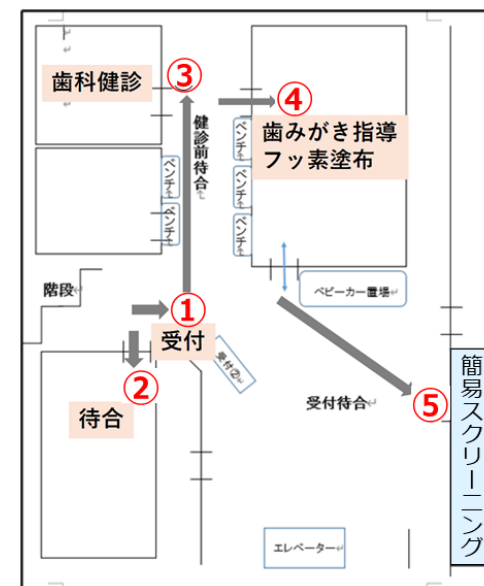 歯科健診
③
④
歯みがき指導
フッ素塗布
健診前待合
ベンチ
ベンチ
ベンチ
ベンチ
ベンチ
階段
①
受付
受付②
ベビーカー置場
②
待合
受付待合
⑤
簡易スクリーニング
エレベーター